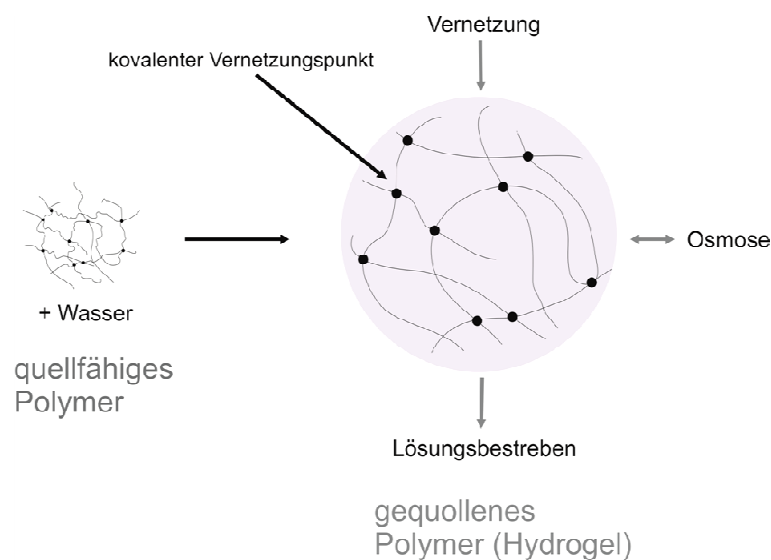 Vernetzung
kovalenter Vernetzungspunkt
Osmose
+ Wasser
quellfähiges
Polymer
Lösungsbestreben
gequollenes
Polymer (Hydrogel)